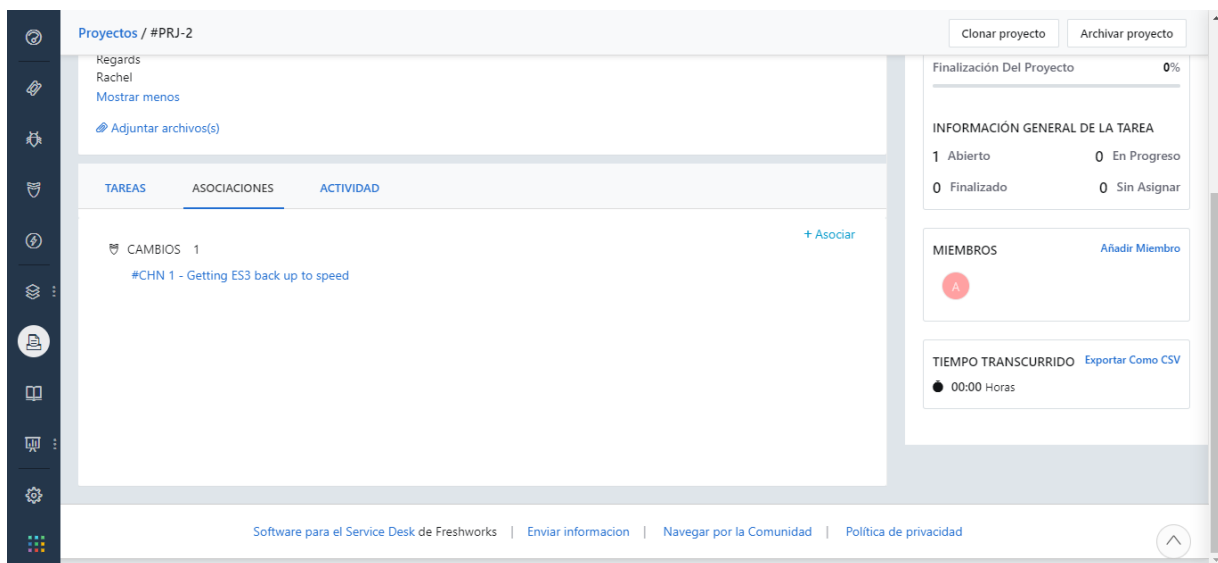 Proyectos / #PRJ-2
Clonar proyecto
Archivar proyecto
Regards
Rachel
Mostrar menos
Adjuntar archivos(s)
TAREAS ASOCIACIONES ACTIVIDAD
+ Asociar
CAMBIOS 1
#CHN 1 - Getting ES3 back up to speed
Finalización Del Proyecto 0%
INFORMACIÓN GENERAL DE LA TAREA
1 Abierto 0 En Progreso
0 Finalizado 0 Sin Asignar
MIEMBROS Añadir Miembro
A
TIEMPO TRANSCURRIDO Exportar Como CSV
00:00 Horas
Software para el Service Desk de Freshworks | Enviar informacion | Navegar por la Comunidad | Política de privacidad